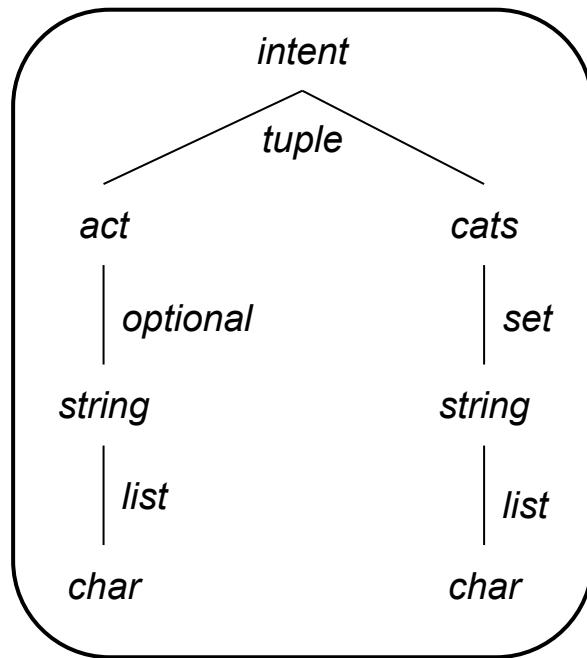 intent
tuple
act cats
optional set
string string
list list
char char